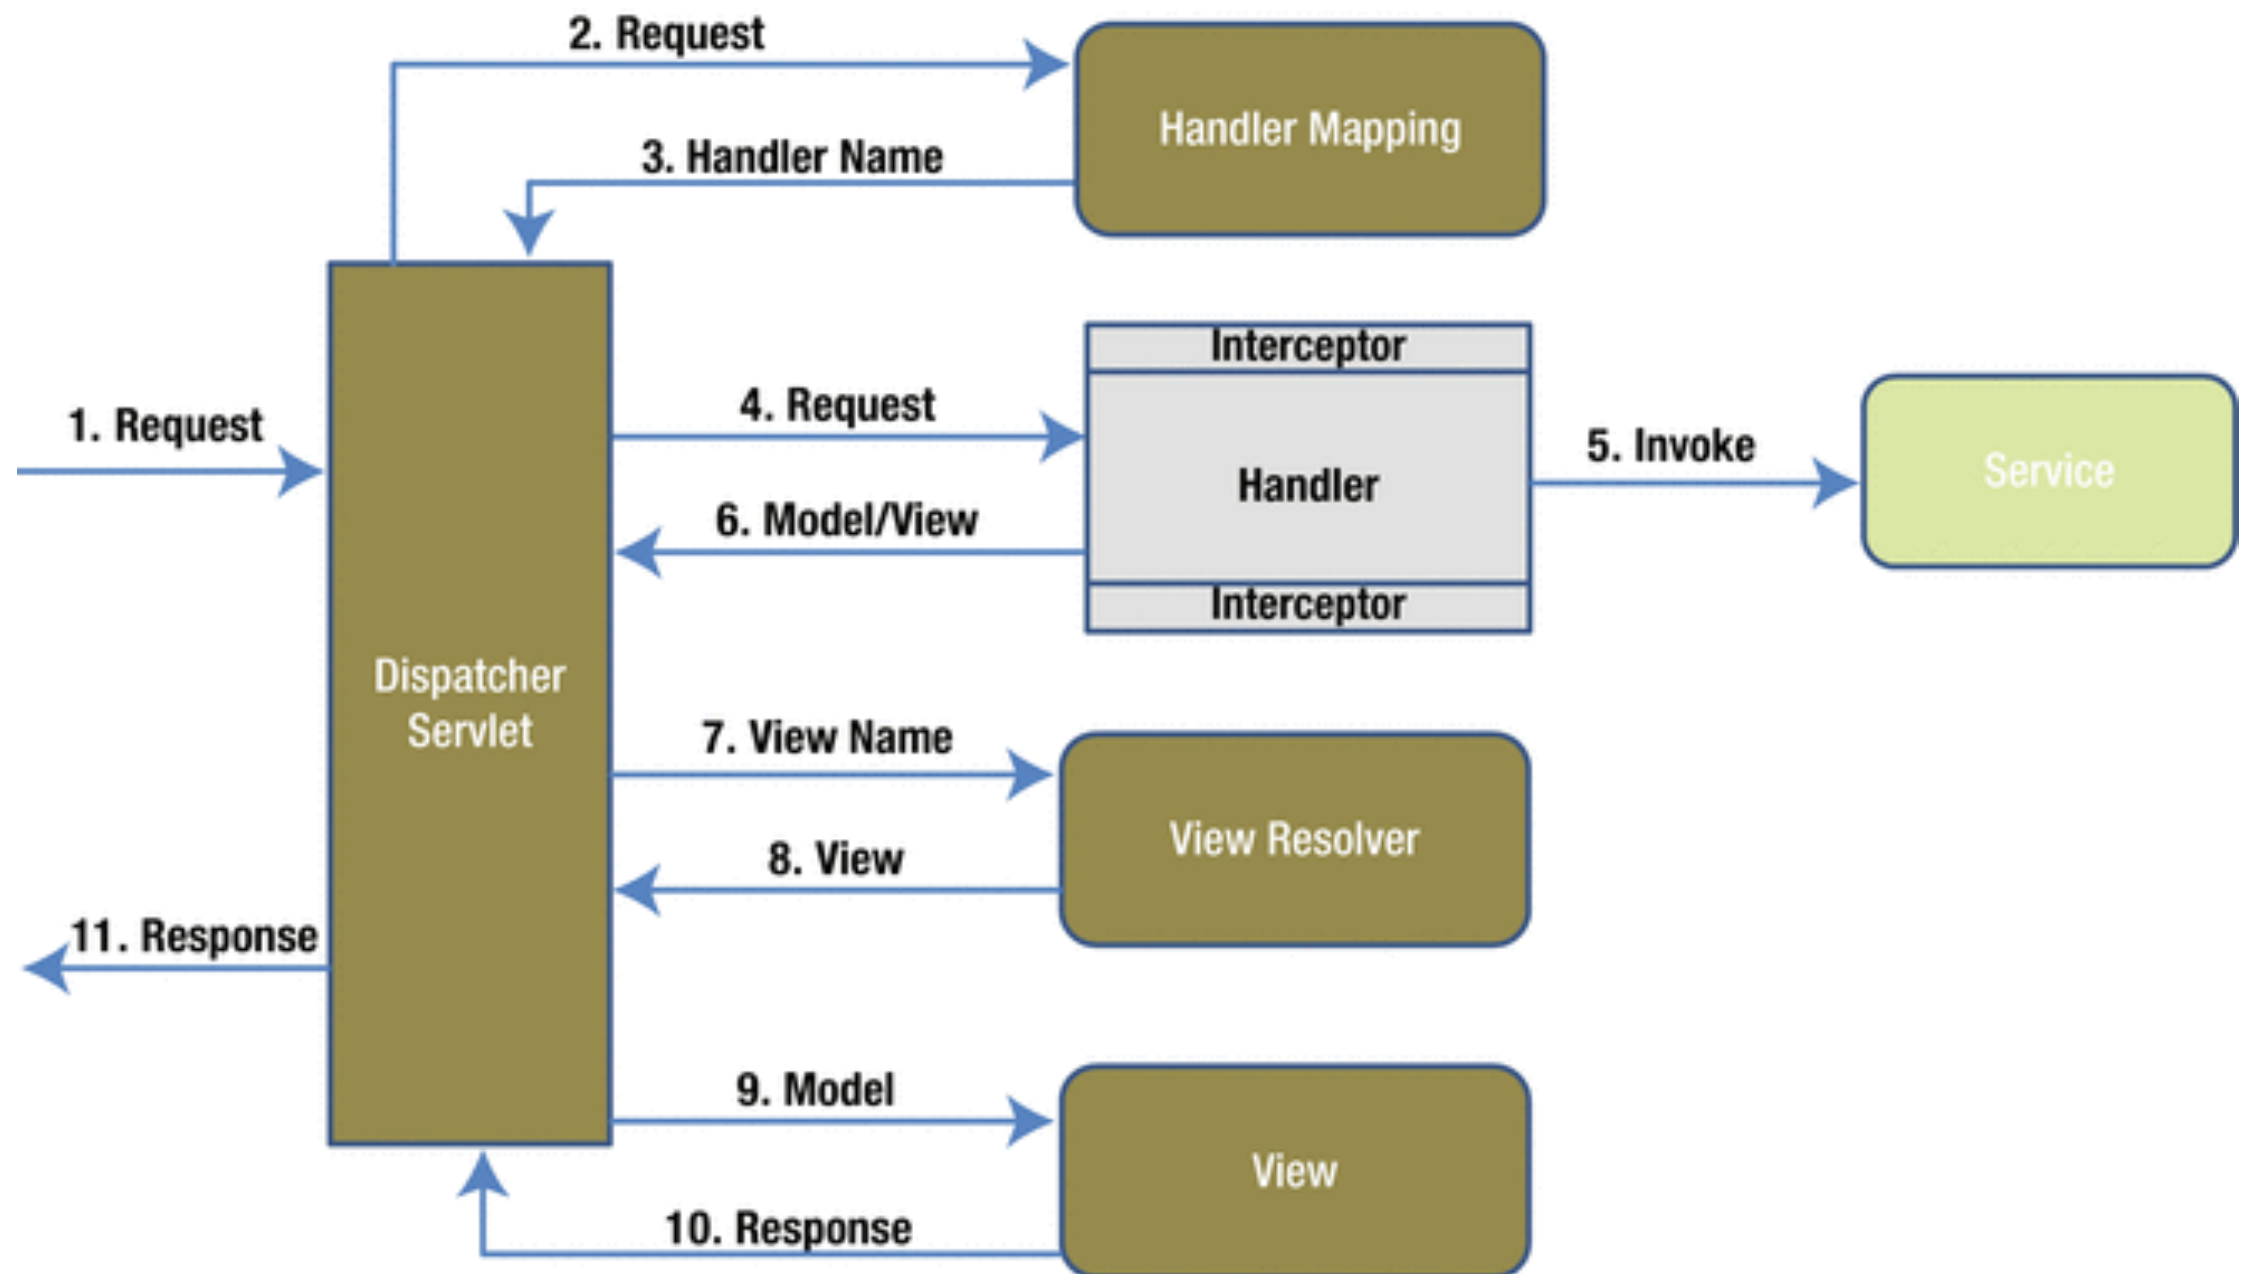 2. Request
Handler Mapping
3. Handler Name
Interceptor
1. Request
4. Request
5. Invoke
Service
Handler
6. Model/View
Interceptor
Dispatcher
Servlet
7. View Name
View Resolver
8. View
11. Response
9. Model
View
10. Response